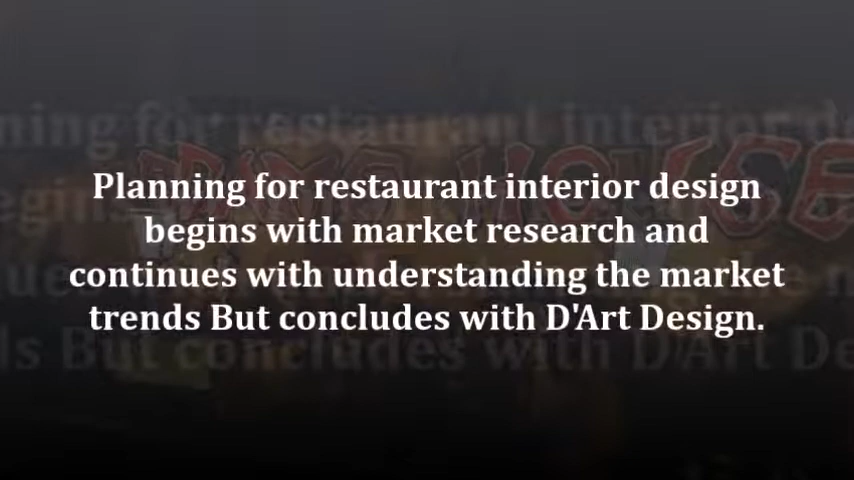 Planning for restaurant interior design
begins with market research and
continues with understanding the market
trends But concludes with D'Art Design.